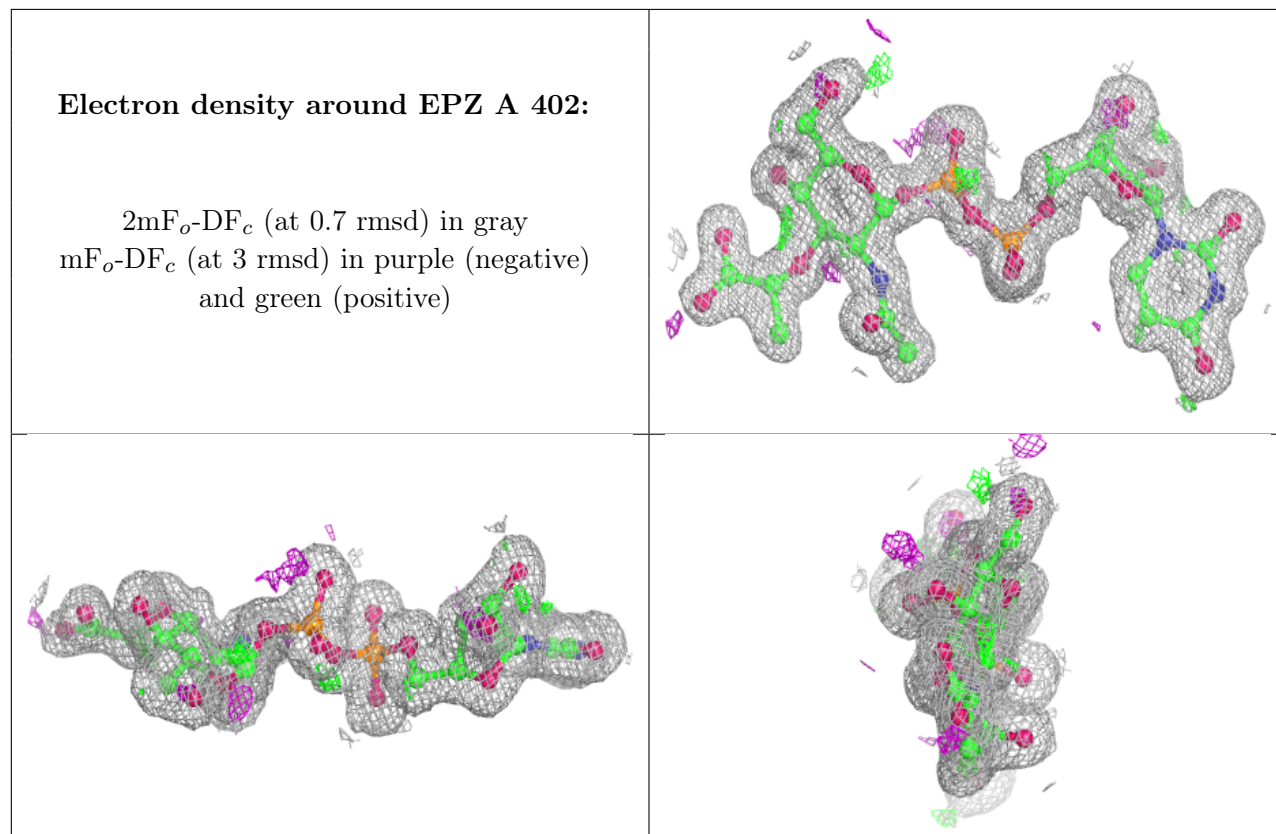 Electron density around EPZ A 402:
2mFo-DFc (at 0.7 rmsd) in gray
mFo-DFc (at 3 rmsd) in purple (negative)
and green (positive)